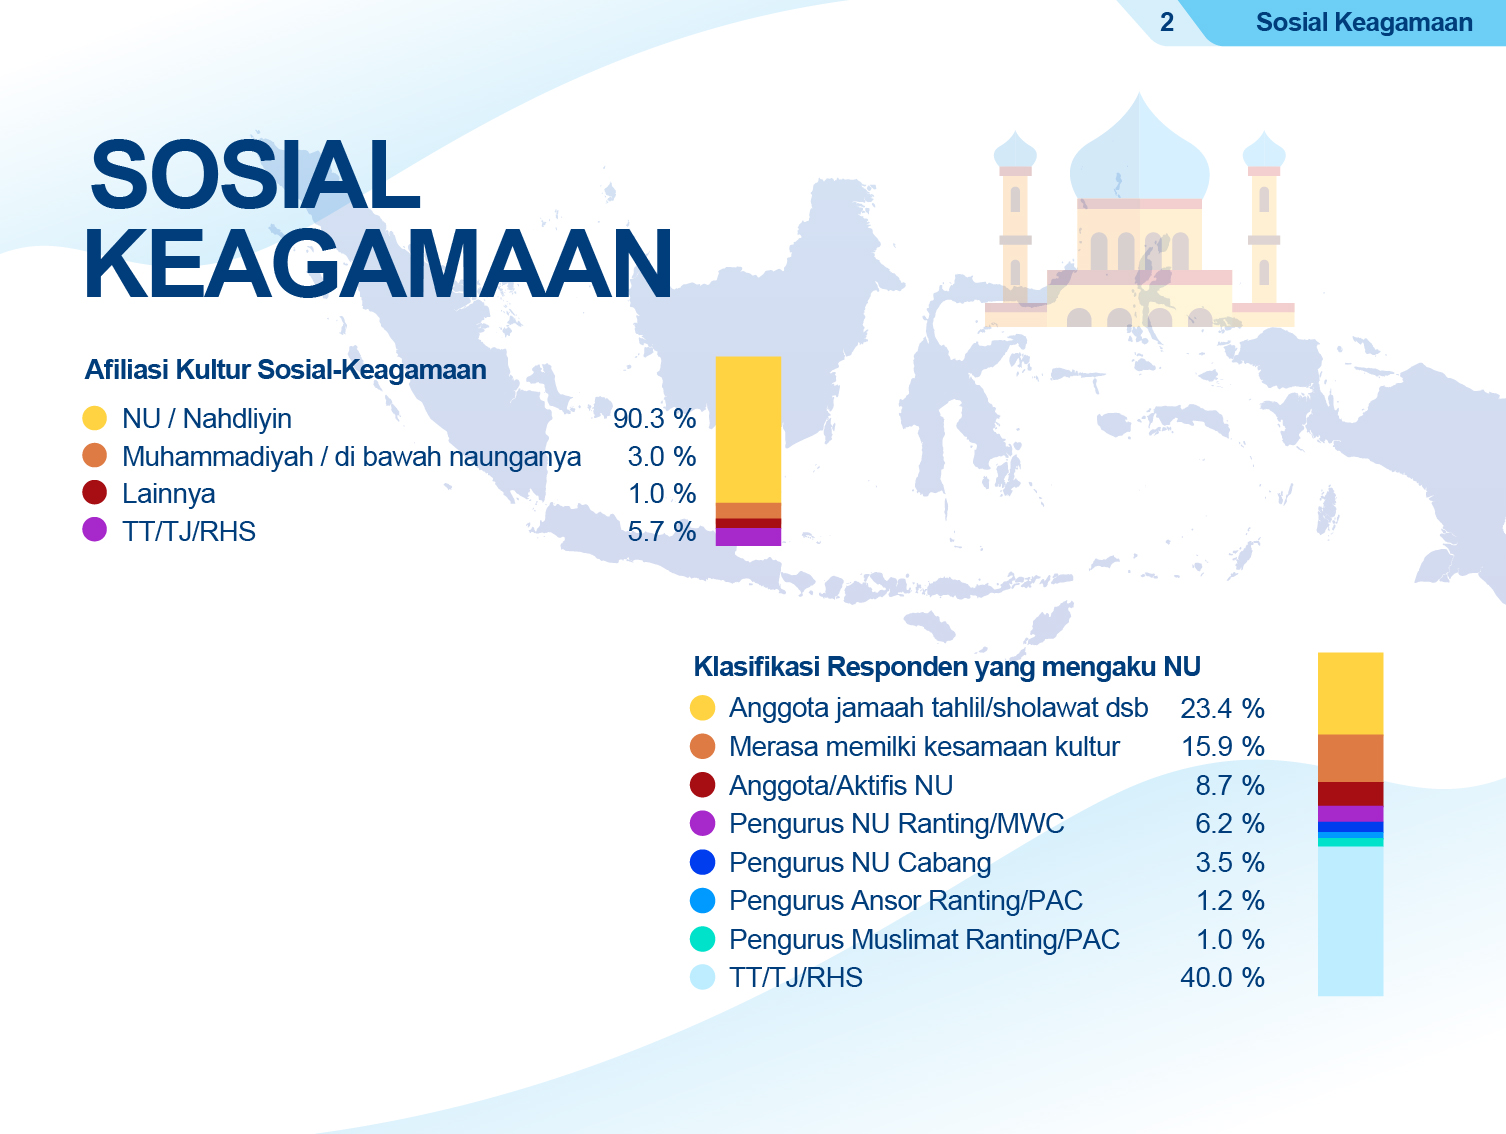 2 Sosial Keagamaan
SOSIAL
KEAGAMAAN
Afiliasi Kultur Sosial-Keagamaan
NU / Nahdliyin 90.3 %
Muhammadiyah / di bawah naunganya 3.0 %
Lainnya 1.0 %
TT/TJ/RHS 5.7 %
Klasifikasi Responden yang mengaku NU
Anggota jamaah tahlil/sholawat dsb 23.4 %
Merasa memilki kesamaan kultur 15.9 %
Anggota/Aktifis NU 8.7 %
Pengurus NU Ranting/MWC 6.2 %
Pengurus NU Cabang 3.5 %
Pengurus Ansor Ranting/PAC 1.2 %
Pengurus Muslimat Ranting/PAC 1.0 %
TT/TJ/RHS 40.0 %